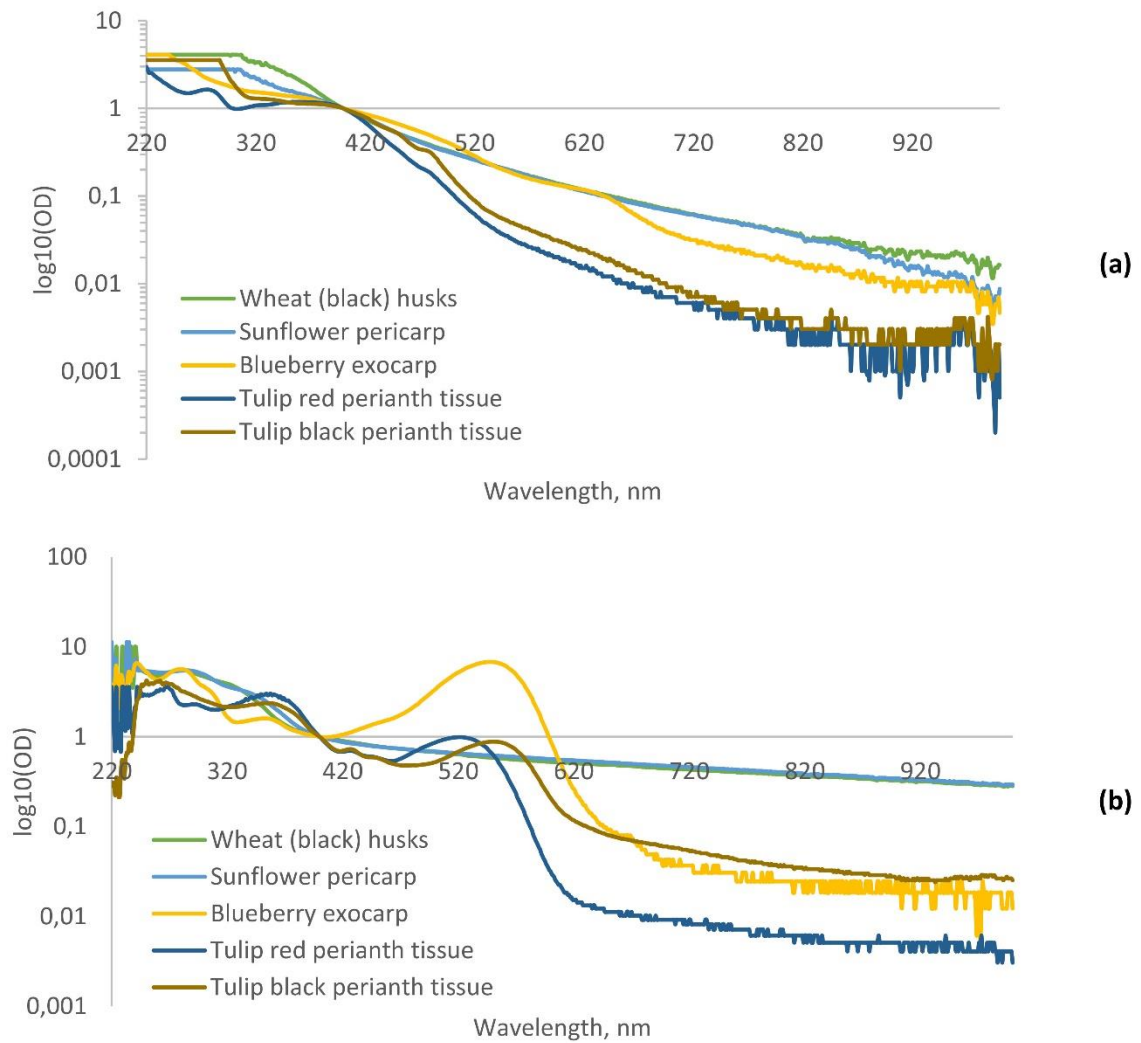 10
1
220 320 420 520 620 720 820 920
0,1
0,01
0,001
0,0001
log10(OD)
Wheat (black) husks
Sunflower pericarp
Blueberry exocarp
Tulip red perianth tissue
Tulip black perianth tissue
Wavelength, nm
(a)
100
10
1
220 320 420 520 620 720 820 920
0,1
0,01
0,001
log10(OD)
Wheat (black) husks
Sunflower pericarp
Blueberry exocarp
Tulip red perianth tissue
Tulip black perianth tissue
Wavelength, nm
(b)